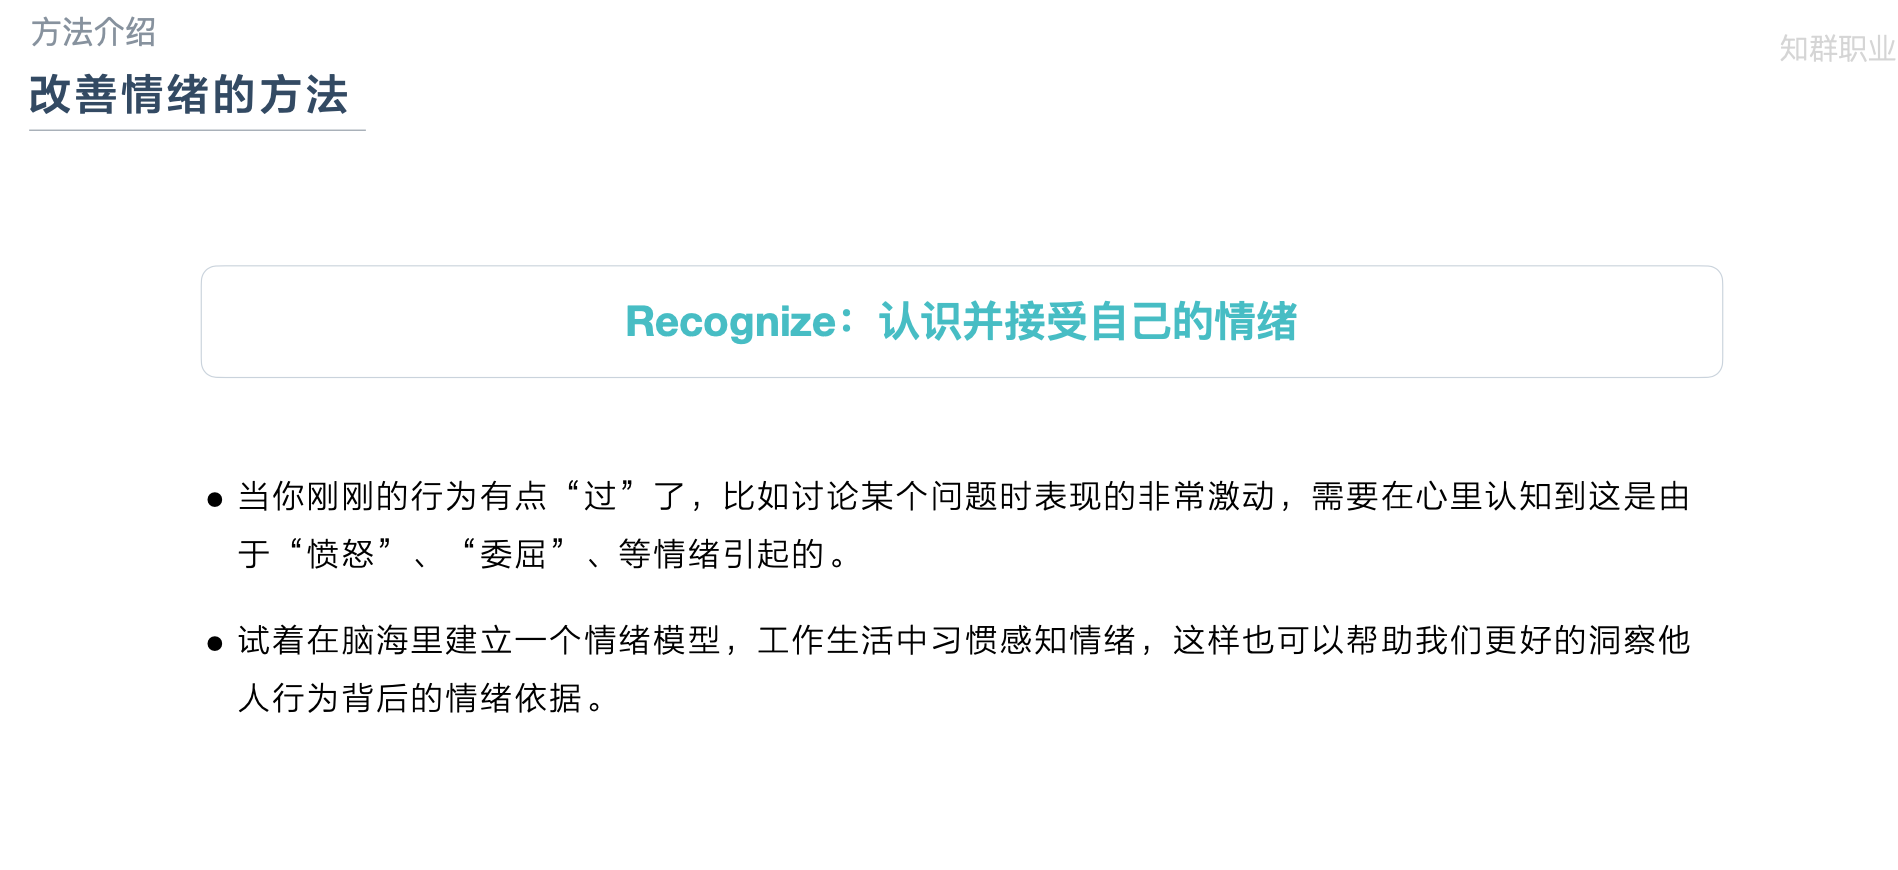 方法介绍
知群职业
改善情绪的方法
Recognize：认识并接受自己的情绪
● 当你刚刚的行为有点“过”了，比如讨论某个问题时表现的非常激动，需要在心里认知到这是由
于“愤怒”、“委屈”、等情绪引起的。
● 试着在脑海里建立一个情绪模型，工作生活中习惯感知情绪，这样也可以帮助我们更好的洞察他
人行为背后的情绪依据。